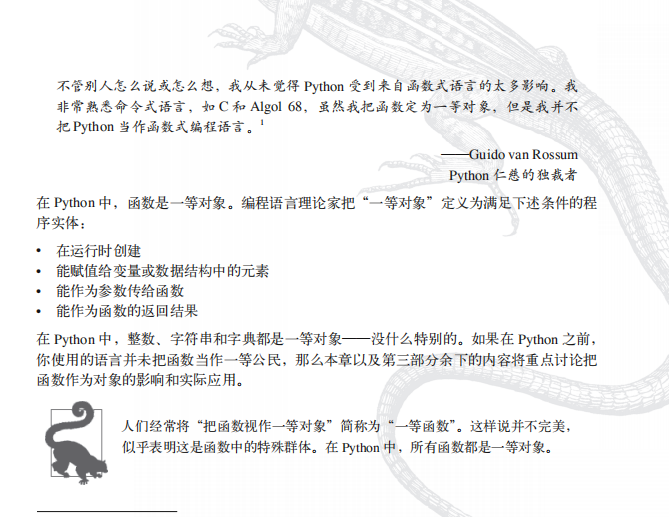 不管别人怎么说或怎么想，我从未觉得 Python 受到来自函数式语言的太多影响。我
非常熟悉命令式语言，如 C 和 Algol 68，虽然我把函数定为一等对象，但是我并不
把 Python 当作函数式编程语言。1
——Guido van Rossum
Python 仁慈的独裁者
在 Python 中，函数是一等对象。编程语言理论家把“一等对象”定义为满足下述条件的程
序实体：
• 在运行时创建
• 能赋值给变量或数据结构中的元素
• 能作为参数传给函数
• 能作为函数的返回结果
在 Python 中，整数、字符串和字典都是一等对象——没什么特别的。如果在 Python 之前，
你使用的语言并未把函数当作一等公民，那么本章以及第三部分余下的内容将重点讨论把
函数作为对象的影响和实际应用。
人们经常将“把函数视作一等对象”简称为“一等函数”。这样说并不完美，
似乎表明这是函数中的特殊群体。在 Python 中，所有函数都是一等对象。